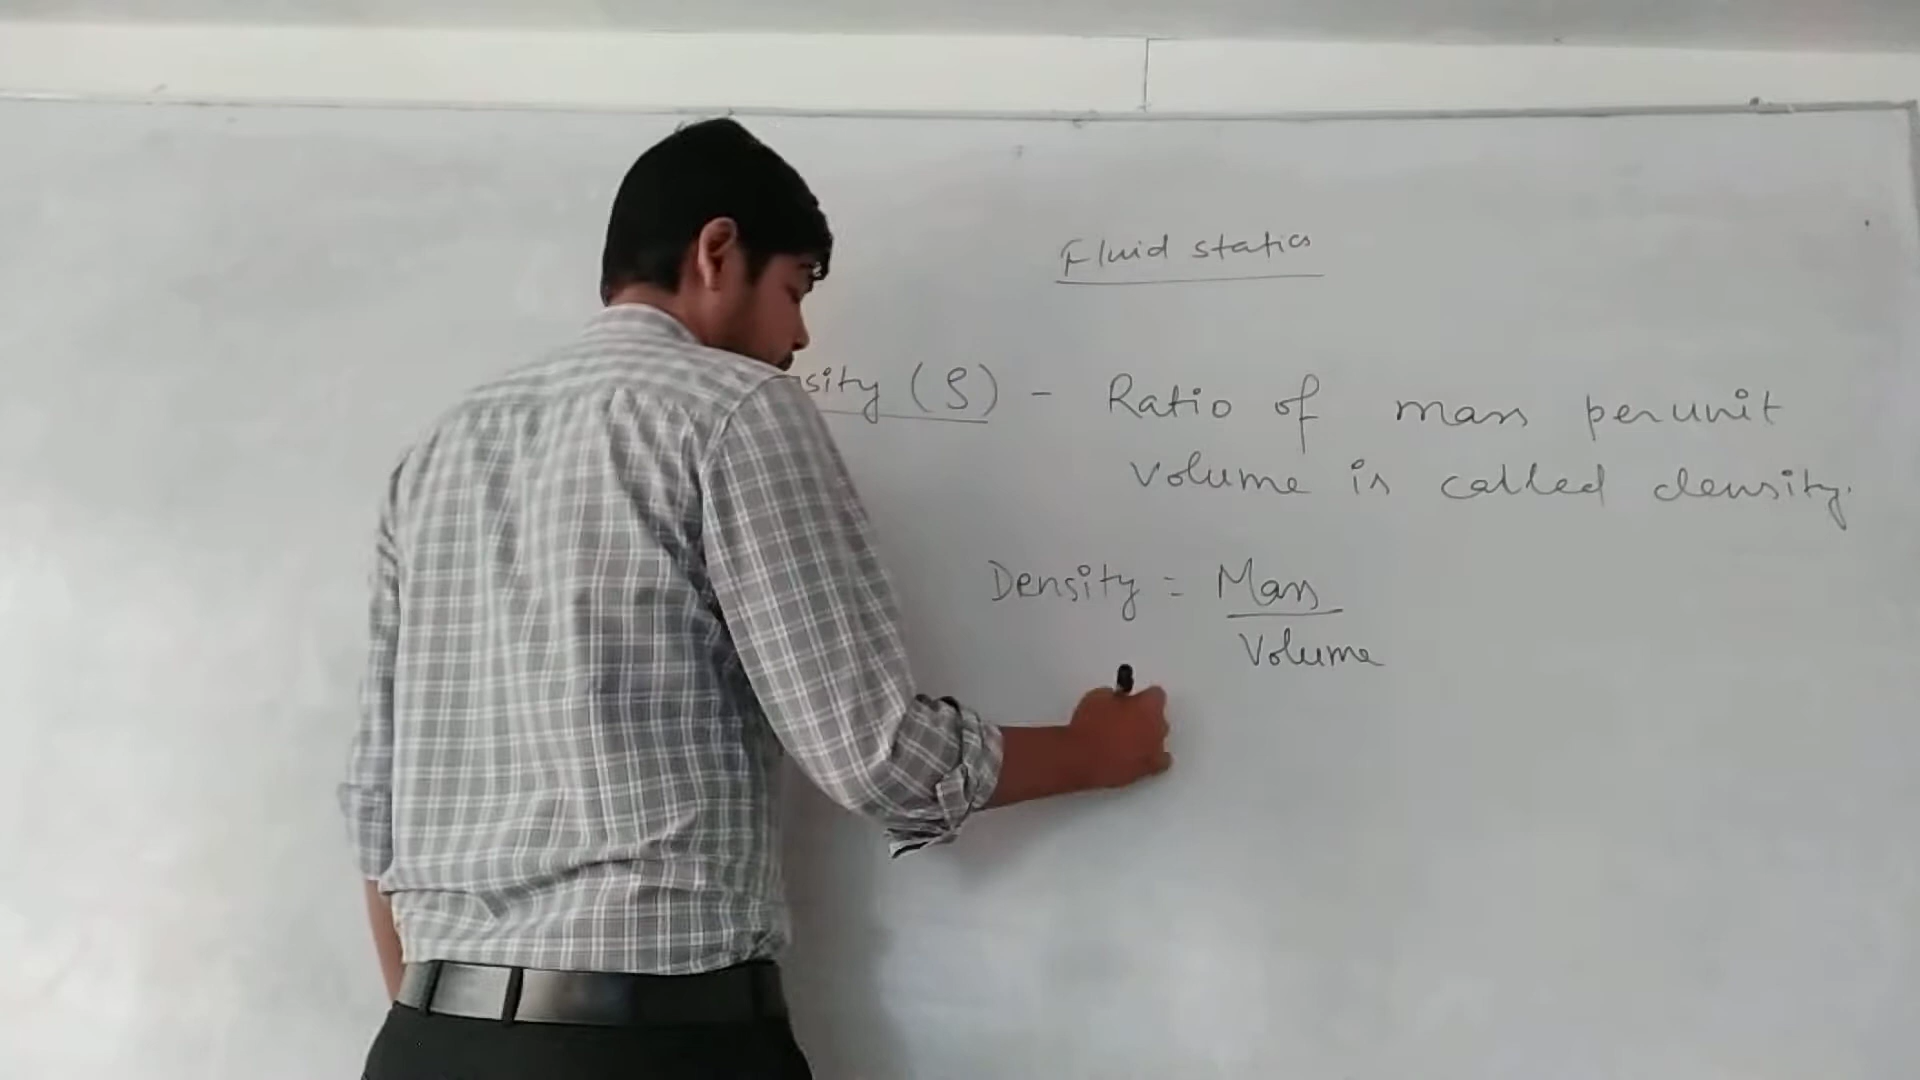 Fluid statics
sity (ρ) - Ratio of mass per unit
Volume is called density.
Density = Mass
Volume